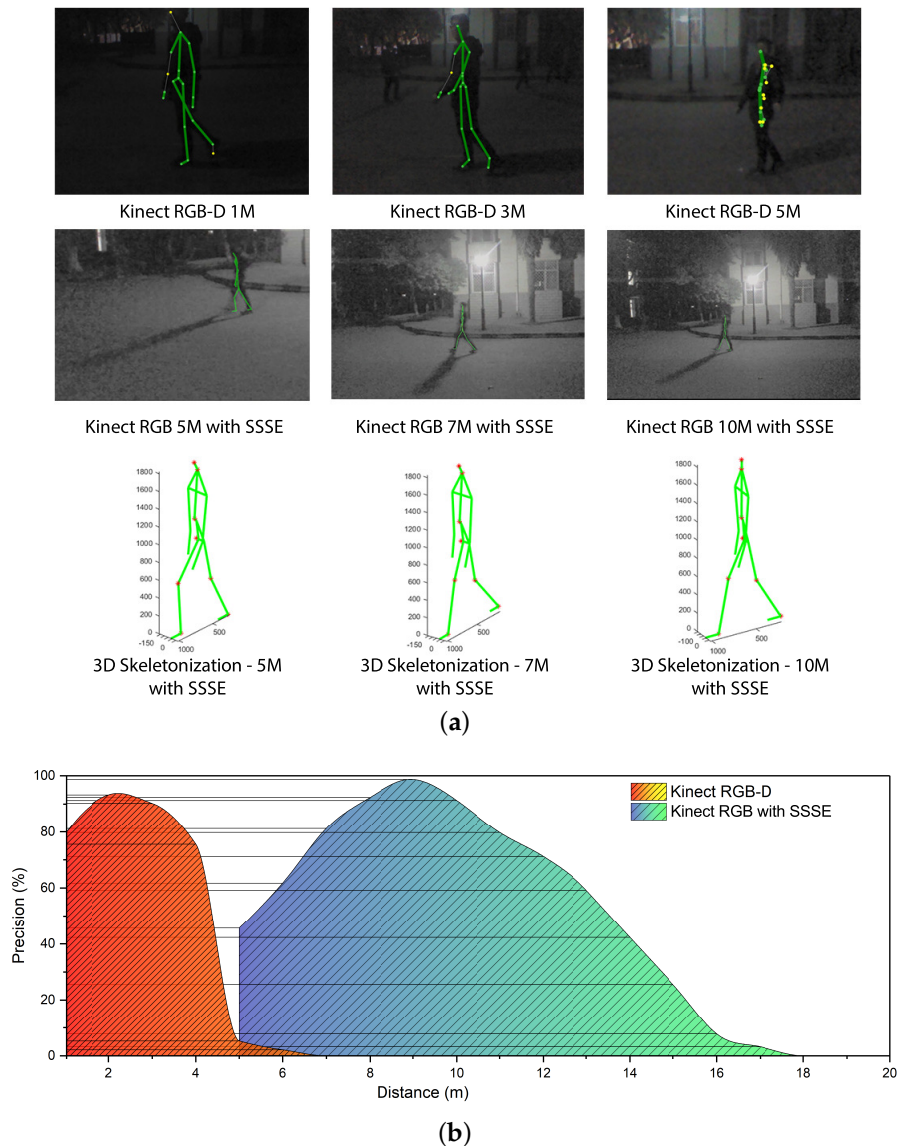 Kinect RGB-D 1M
Kinect RGB-D 3M
Kinect RGB-D 5M
Kinect RGB 5M with SSSE
Kinect RGB 7M with SSSE
Kinect RGB 10M with SSSE
1800
1600
1400
1200
1000
800
600
400
200
0
-150
1000
500
1800
1600
1400
1200
1000
800
600
400
200
0
-150
1000
500
1800
1600
1400
1200
1000
800
600
400
200
0
-100
1000
500
3D Skeletonization - 5M
with SSSE
3D Skeletonization - 7M
with SSSE
3D Skeletonization - 10M
with SSSE
(a)
100
80
60
40
20
0
Precision (%)
Kinect RGB-D
Kinect RGB with SSSE
2 4 6 8 10 12 14 16 18 20
Distance (m)
(b)